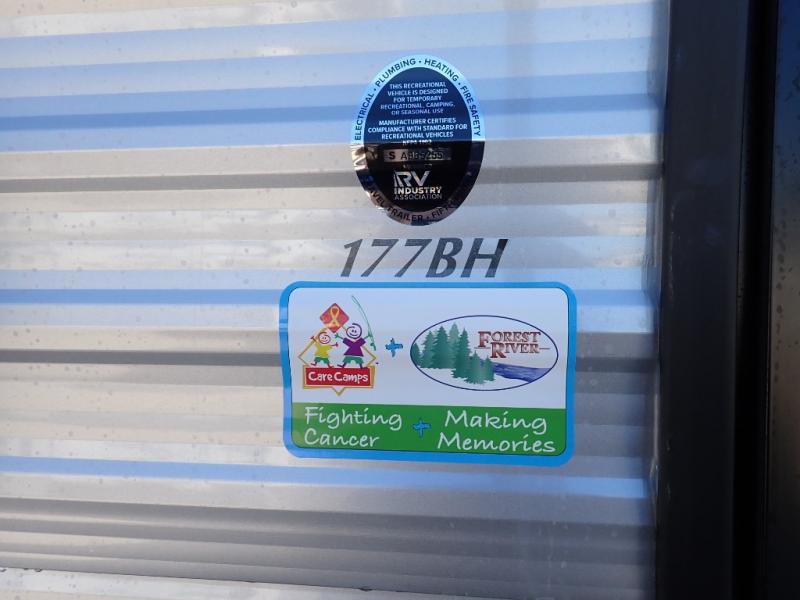 ELECTRICAL • PLUMBING • HEATING • FIRE SAFETY
THIS RECREATIONAL
VEHICLE IS DESIGNED
FOR TEMPORARY
RECREATIONAL, CAMPING,
OR SEASONAL USE
MANUFACTURER CERTIFIES
COMPLIANCE WITH STANDARD FOR
RECREATIONAL VEHICLES
RV
INDUSTRY
ASSOCIATION
177BH
Care Camps
+
FOREST
RIVER
Fighting
Cancer
+
Making
Memories